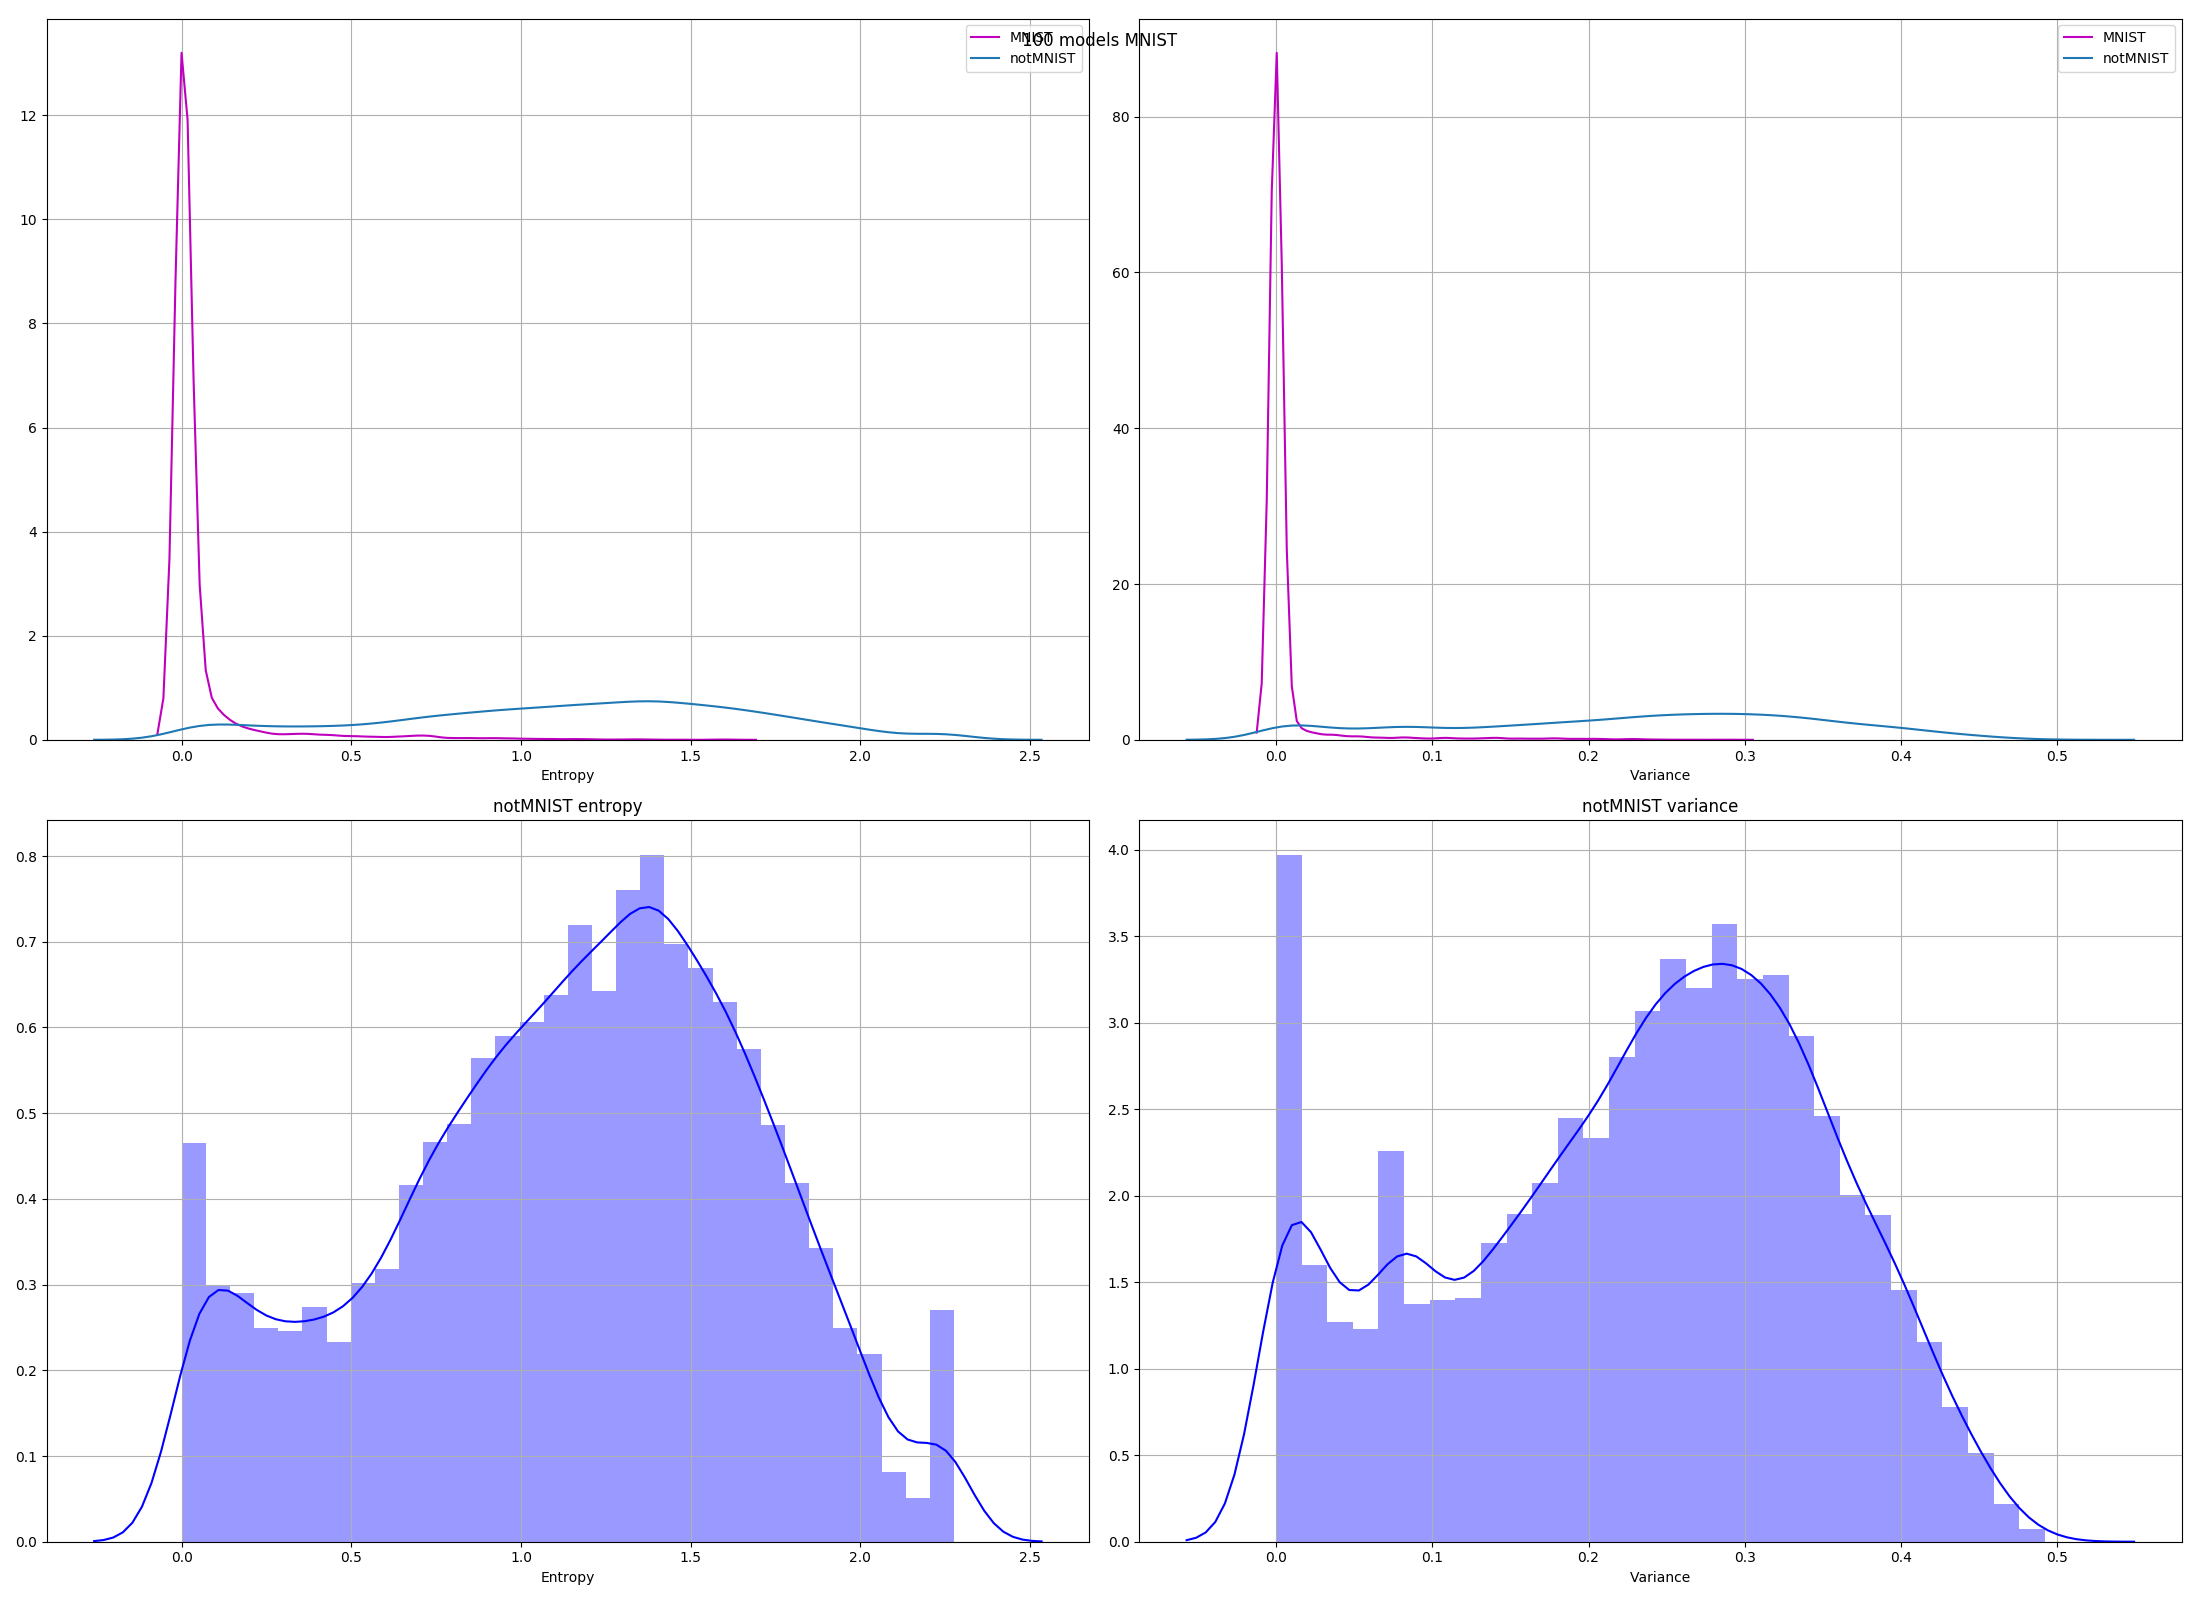 100 models MNIST
MNIST
notMNIST
12
10
8
6
4
2
0
0.0 0.5 1.0 1.5 2.0 2.5
Entropy
MNIST
notMNIST
80
60
40
20
0
0.0 0.1 0.2 0.3 0.4 0.5
Variance
notMNIST entropy
0.8
0.7
0.6
0.5
0.4
0.3
0.2
0.1
0.0
0.0 0.5 1.0 1.5 2.0 2.5
Entropy
notMNIST variance
4.0
3.5
3.0
2.5
2.0
1.5
1.0
0.5
0.0
0.0 0.1 0.2 0.3 0.4 0.5
Variance